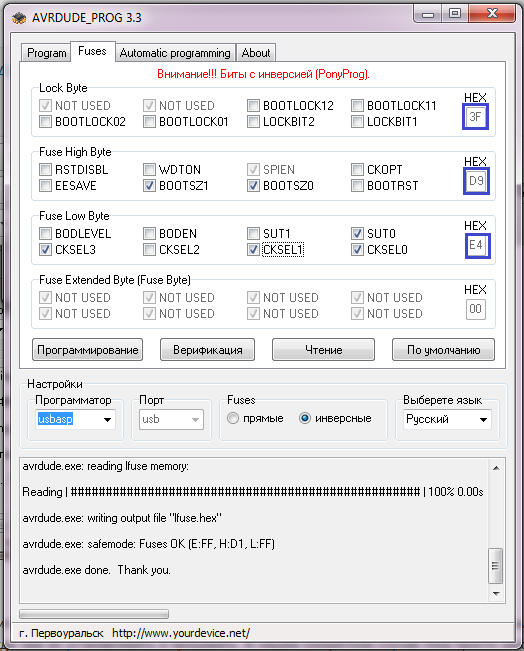 AVRDUDE_PROG 3.3
Program Fuses Automatic programming About
Внимание!!! Биты с инверсией (PonyProg).
Lock Byte
HEX
NOT USED NOT USED BOOTLOCK12 BOOTLOCK11
3F
BOOTLOCK02 BOOTLOCK01 LOCKBIT2 LOCKBIT1
Fuse High Byte
HEX
RSTDISBL WDTON SPIEN CKOPT
D9
EESAVE BOOTSZ1 BOOTSZ0 BOOTRST
Fuse Low Byte
HEX
BODLEVEL BODEN SUT1 SUT0
E4
CKSEL3 CKSEL2 CKSEL1 CKSEL0
Fuse Extended Byte (Fuse Byte)
HEX
NOT USED NOT USED NOT USED NOT USED
00
NOT USED NOT USED NOT USED NOT USED
Программирование Верификация Чтение По умолчанию
Настройки
Программатор Порт Fuses Выберете язык
usbasp usb прямые инверсные Русский
avrdude.exe: reading lfuse memory:
Reading | ################################################## | 100% 0.00s
avrdude.exe: writing output file "lfuse.hex"
avrdude.exe: safemode: Fuses OK (E:FF, H:D1, L:FF)
avrdude.exe done. Thank you.
г. Первоуральск http://www.yourdevice.net/